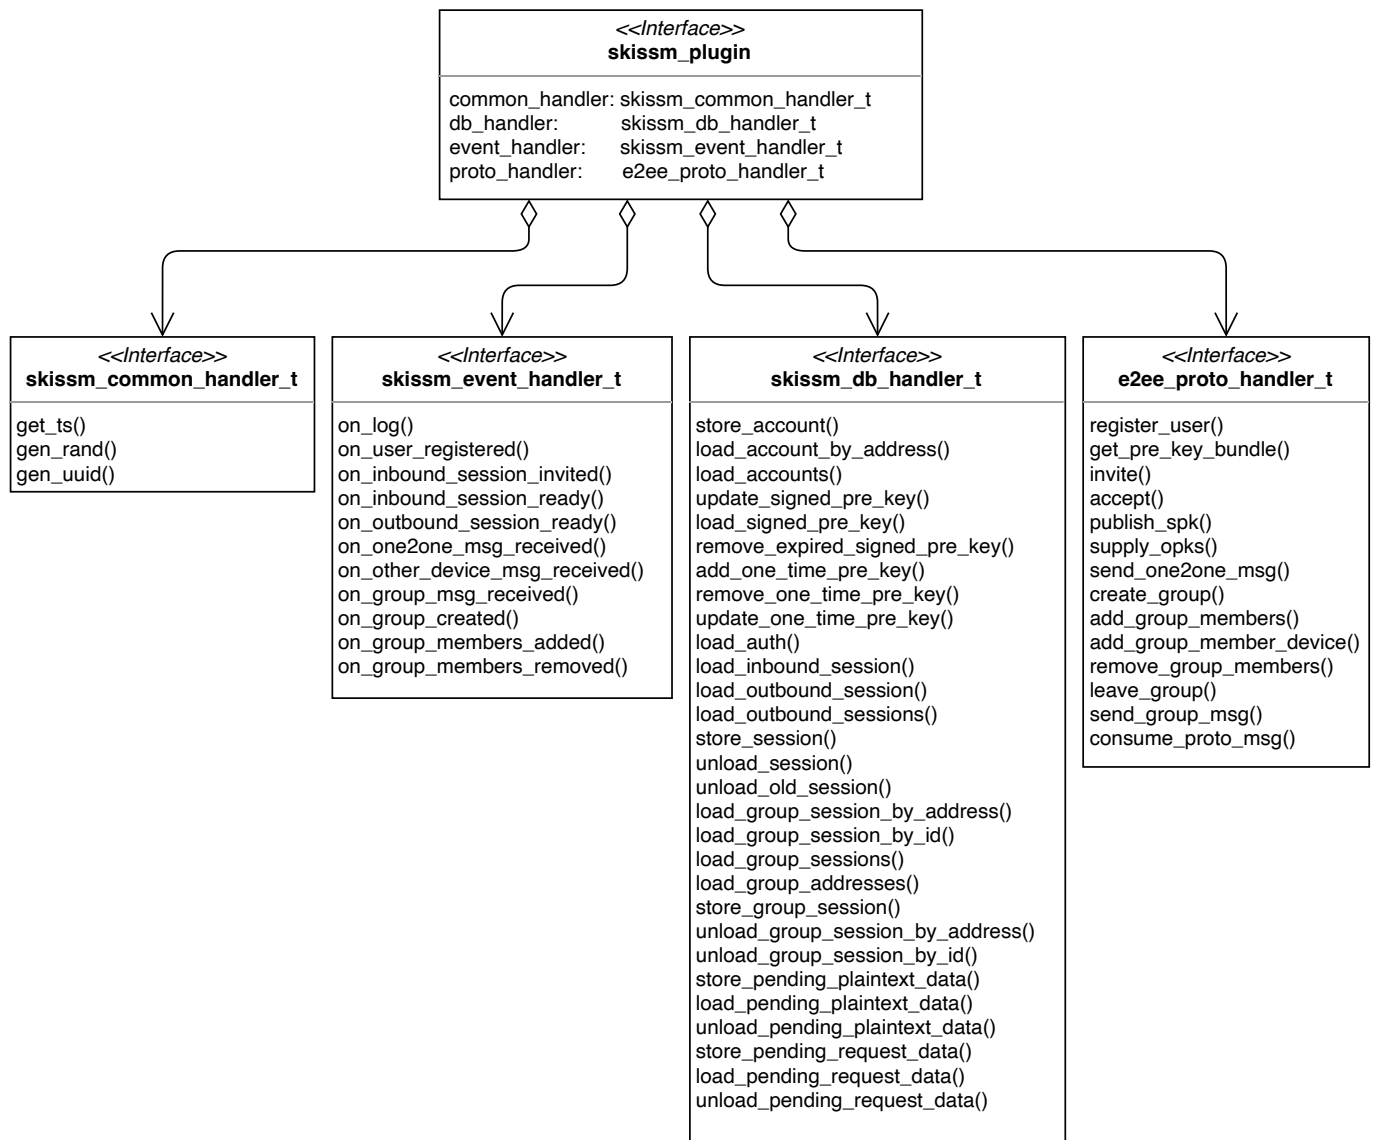 <<Interface>>
skissm_plugin
common_handler: skissm_common_handler_t
db_handler: skissm_db_handler_t
event_handler: skissm_event_handler_t
proto_handler: e2ee_proto_handler_t
<<Interface>>
skissm_common_handler_t
get_ts()
gen_rand()
gen_uuid()
<<Interface>>
skissm_event_handler_t
on_log()
on_user_registered()
on_inbound_session_invited()
on_inbound_session_ready()
on_outbound_session_ready()
on_one2one_msg_received()
on_other_device_msg_received()
on_group_msg_received()
on_group_created()
on_group_members_added()
on_group_members_removed()
<<Interface>>
skissm_db_handler_t
store_account()
load_account_by_address()
load_accounts()
update_signed_pre_key()
load_signed_pre_key()
remove_expired_signed_pre_key()
add_one_time_pre_key()
remove_one_time_pre_key()
update_one_time_pre_key()
load_auth()
load_inbound_session()
load_outbound_session()
load_outbound_sessions()
store_session()
unload_session()
unload_old_session()
load_group_session_by_address()
load_group_session_by_id()
load_group_sessions()
load_group_addresses()
store_group_session()
unload_group_session_by_address()
unload_group_session_by_id()
store_pending_plaintext_data()
load_pending_plaintext_data()
unload_pending_plaintext_data()
store_pending_request_data()
load_pending_request_data()
unload_pending_request_data()
<<Interface>>
e2ee_proto_handler_t
register_user()
get_pre_key_bundle()
invite()
accept()
publish_spk()
supply_opks()
send_one2one_msg()
create_group()
add_group_members()
add_group_member_device()
remove_group_members()
leave_group()
send_group_msg()
consume_proto_msg()